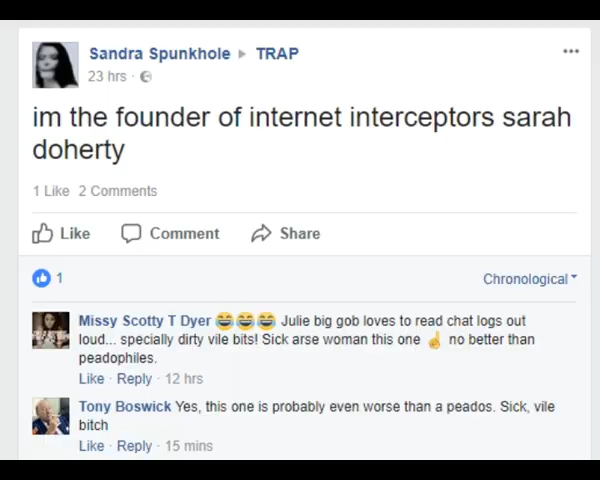 Sandra Spunkhole ▸ TRAP
23 hrs ·
im the founder of internet interceptors sarah
doherty
1 Like 2 Comments
Like Comment Share
1 Chronological
Missy Scotty T Dyer 😂😂😂 Julie big gob loves to read chat logs out
loud... specially dirty vile bits! Sick arse woman this one ☝ no better than
peadophiles.
Like · Reply · 12 hrs
Tony Boswick Yes, this one is probably even worse than a peados. Sick, vile
bitch
Like · Reply · 15 mins